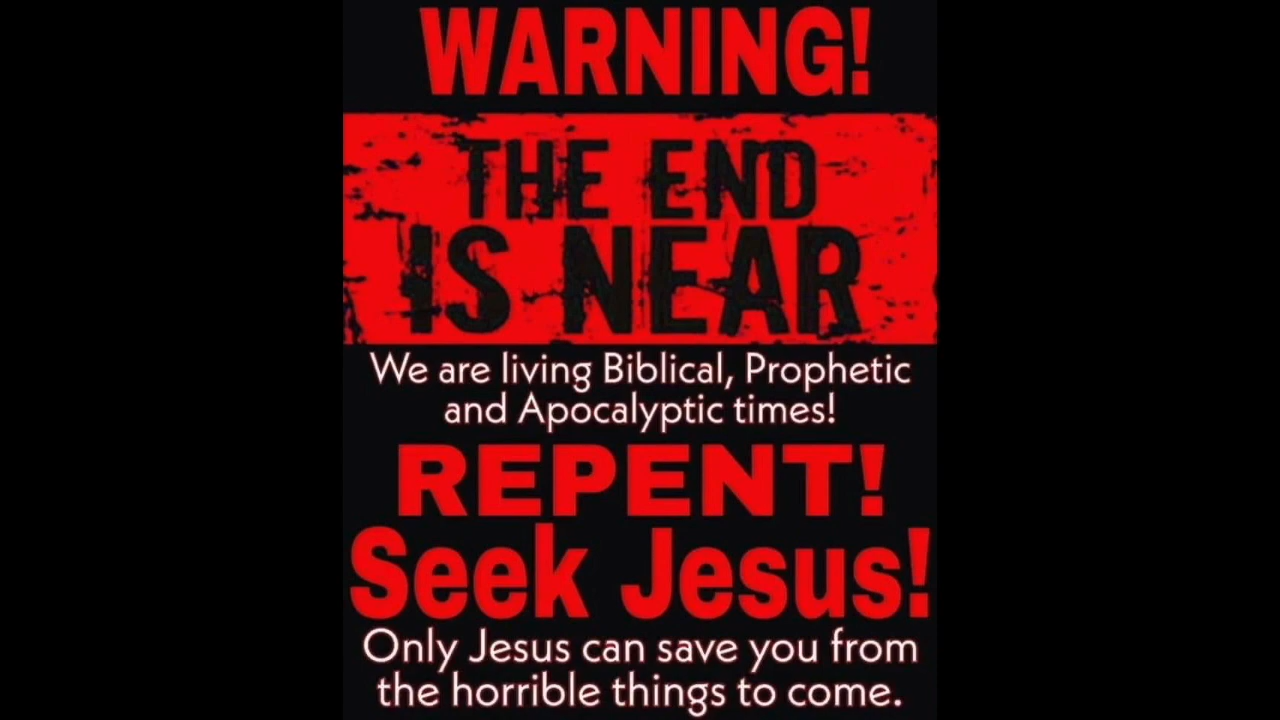 WARNING!
THE END
IS NEAR
We are living Biblical, Prophetic
and Apocalyptic times!
REPENT!
Seek Jesus!
Only Jesus can save you from
the horrible things to come.